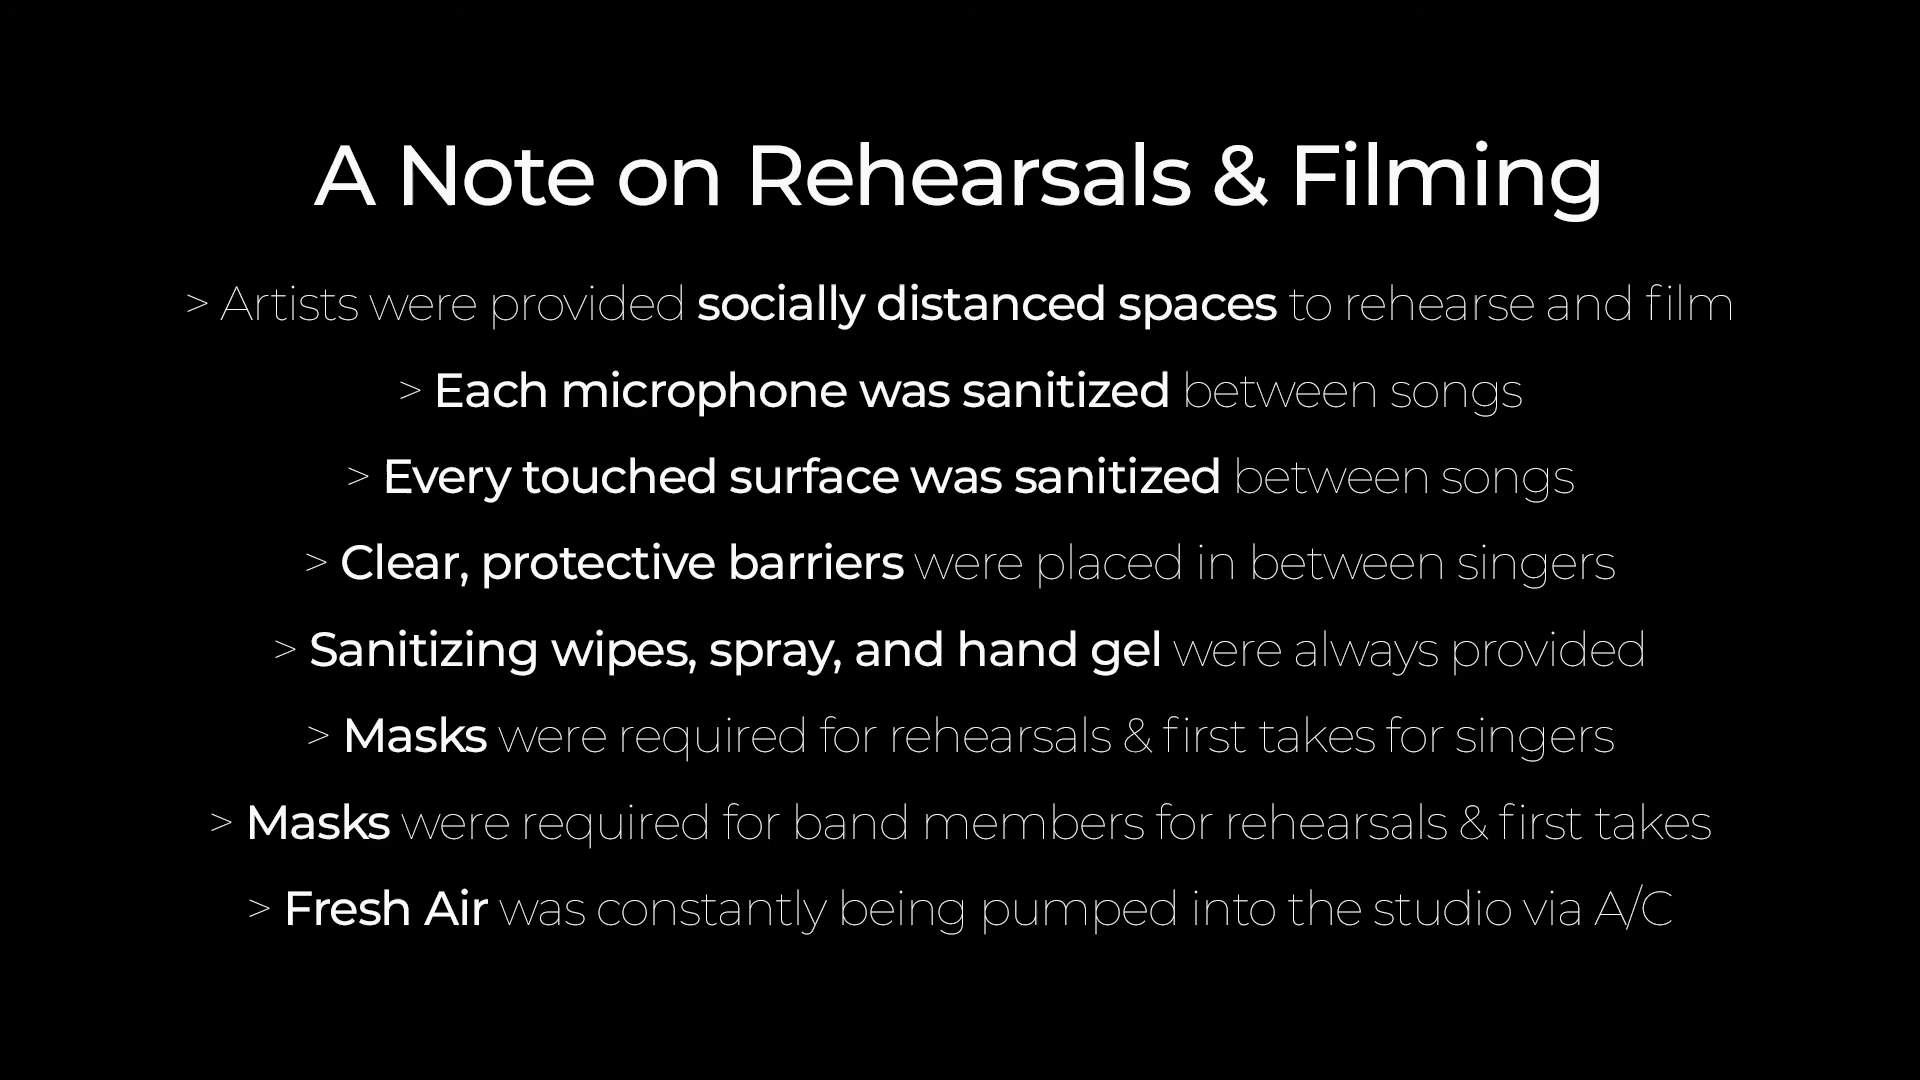 A Note on Rehearsals & Filming
> Artists were provided socially distanced spaces to rehearse and film
> Each microphone was sanitized between songs
> Every touched surface was sanitized between songs
> Clear, protective barriers were placed in between singers
> Sanitizing wipes, spray, and hand gel were always provided
> Masks were required for rehearsals & first takes for singers
> Masks were required for band members for rehearsals & first takes
> Fresh Air was constantly being pumped into the studio via A/C